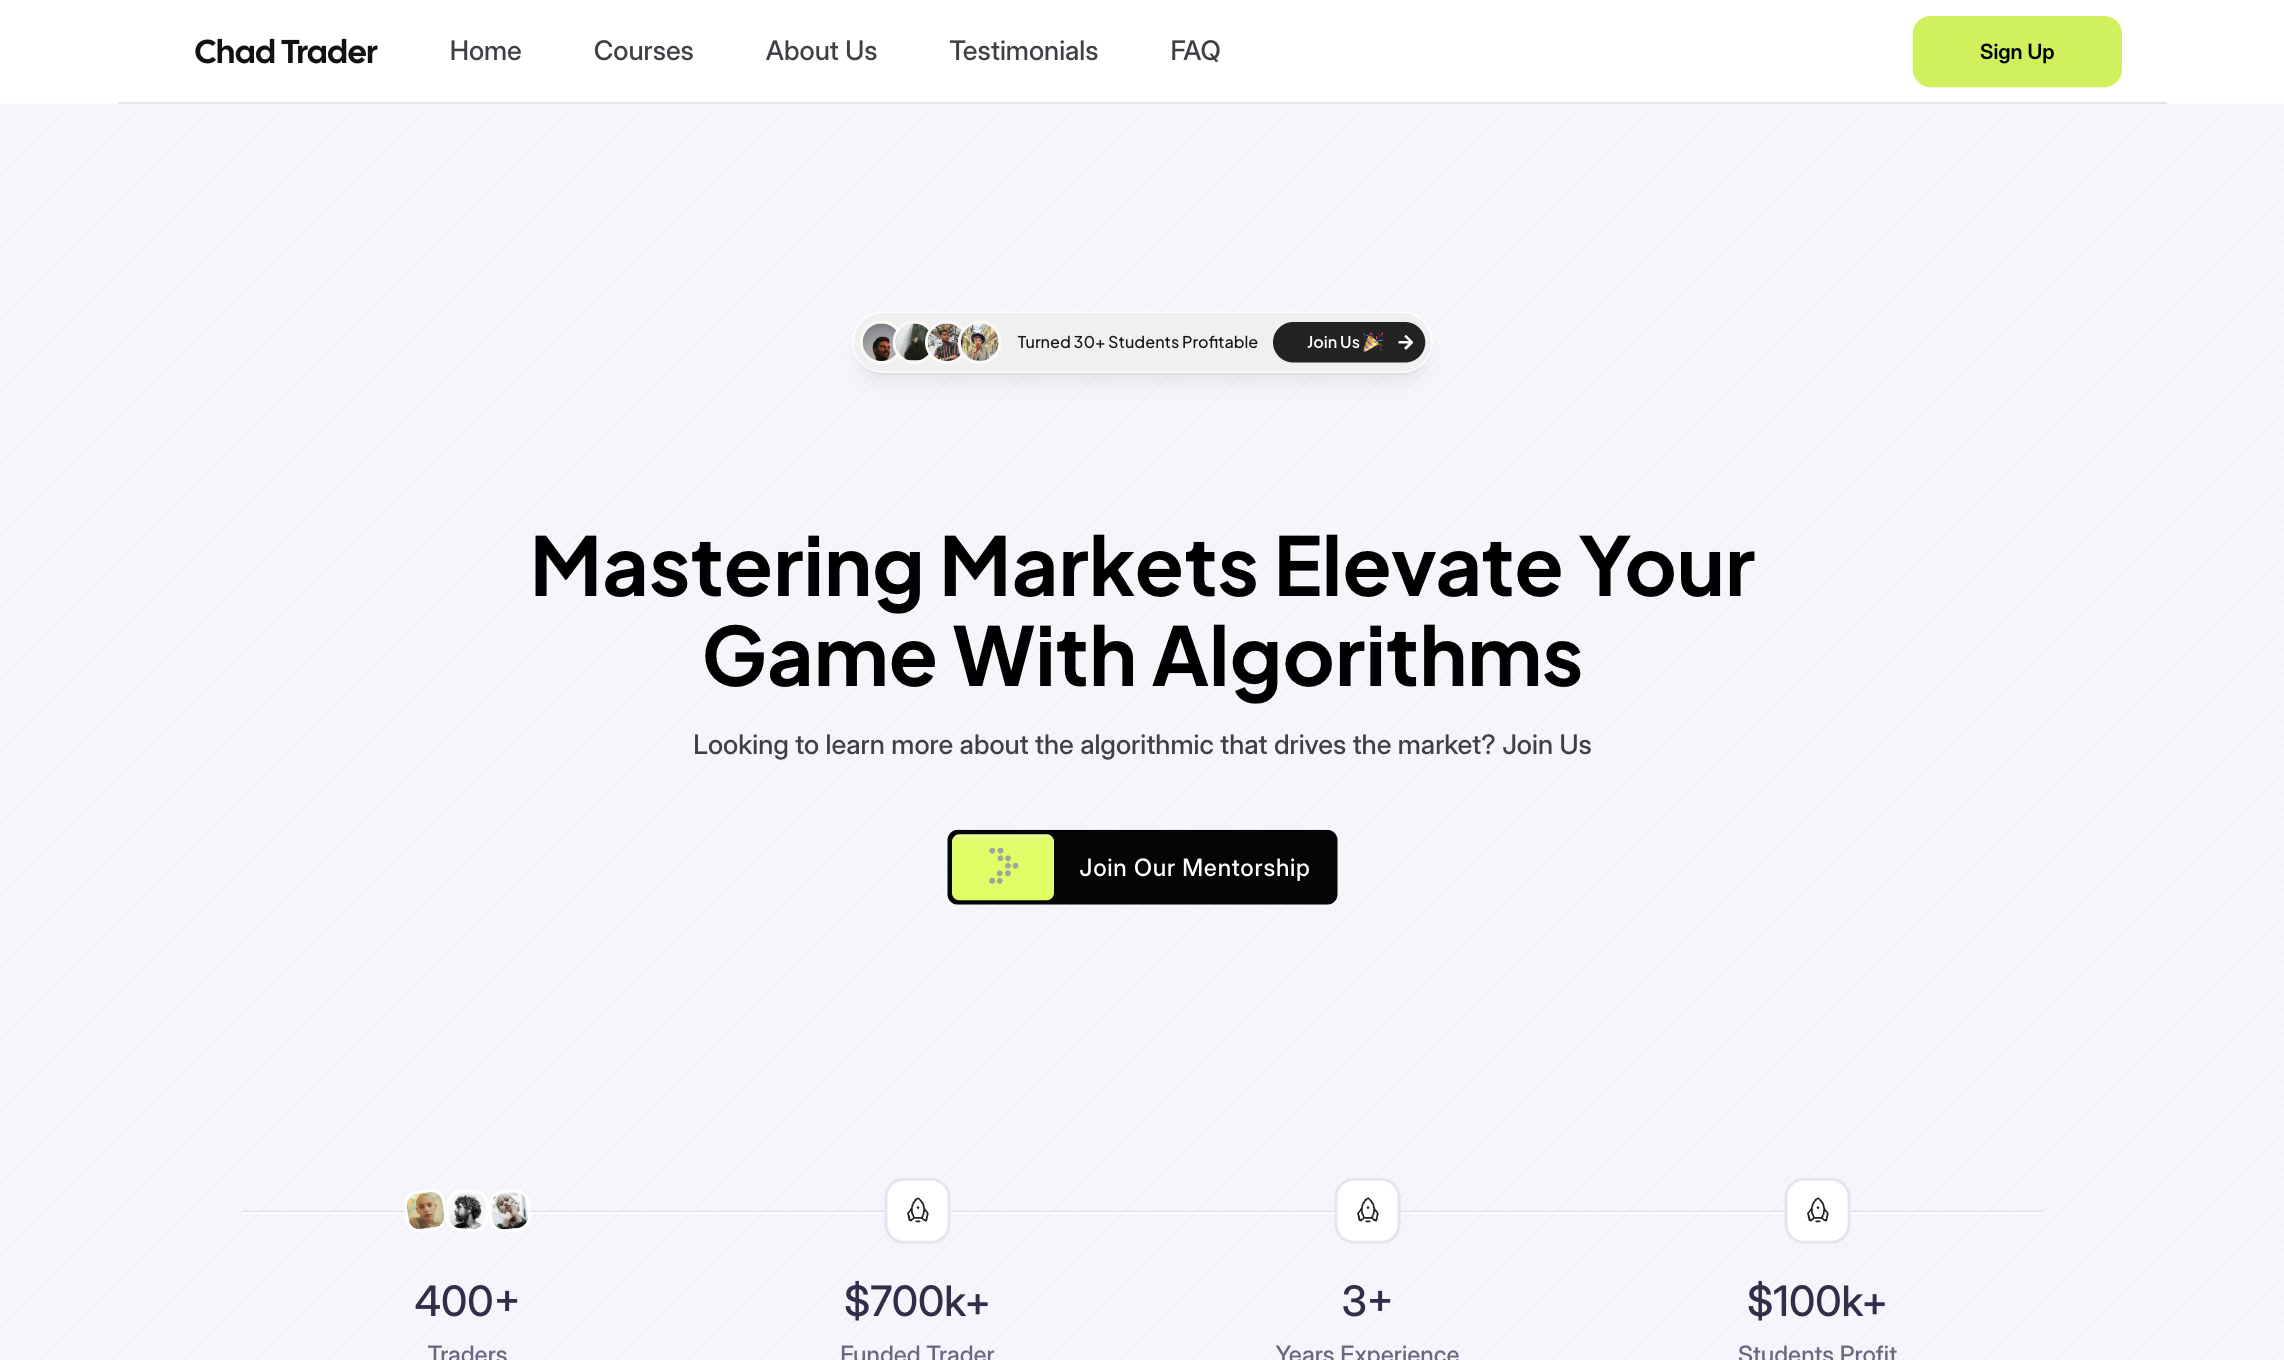 Chad Trader
Home
Courses
About Us
Testimonials
FAQ
Sign Up
Turned 30+ Students Profitable
Join Us 🎉
Mastering Markets Elevate Your
Game With Algorithms
Looking to learn more about the algorithmic that drives the market? Join Us
Join Our Mentorship
400+
Traders
$700k+
Funded Trader
3+
Years Experience
$100k+
Students Profit